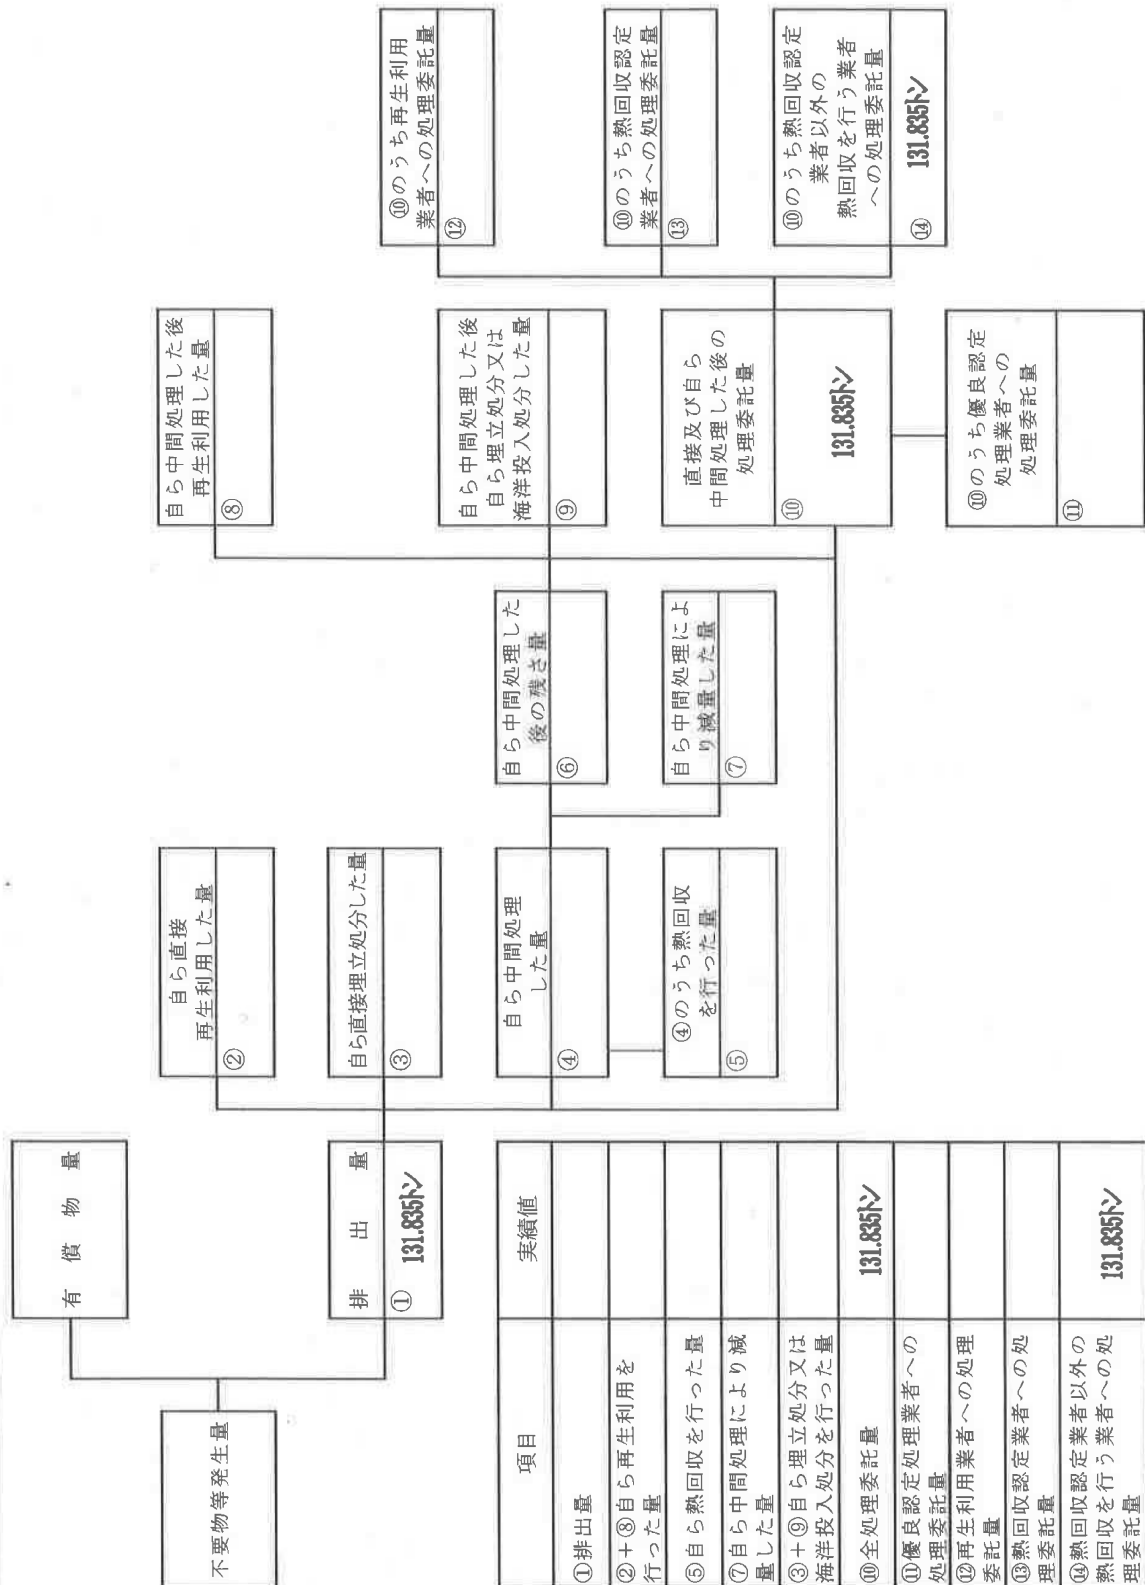 有償物量
不要物等発生量
排出量
①
131.835トン
自ら直接
再生利用した量
②
自ら直接埋立処分した量
③
自ら中間処理
した量
④
④のうち熱回収
を行った量
⑤
自ら中間処理した
後の残さ量
⑥
自ら中間処理によ
り減量した量
⑦
自ら中間処理した後
再生利用した量
⑧
自ら中間処理した後
自ら埋立処分又は
海洋投入処分した量
⑨
直接及び自ら
中間処理した後の
処理委託量
⑩
131.835トン
⑩のうち優良認定
処理業者への
処理委託量
⑪
⑩のうち再生利用
業者への処理委託量
⑫
⑩のうち熱回収認定
業者への処理委託量
⑬
⑩のうち熱回収認定
業者以外の
熱回収を行う業者
への処理委託量
⑭
131.835トン
項目 実績値
①排出量
②+⑧自ら再生利用を
行った量
⑤自ら熱回収を行った量
⑦自ら中間処理により減
量した量
③+⑨自ら埋立処分又は
海洋投入処分を行った量
⑩全処理委託量 131.835トン
⑪優良認定処理業者への
処理委託量
⑫再生利用業者への処理
委託量
⑬熱回収認定業者への処
理委託量
⑭熱回収認定業者以外の
熱回収を行う業者への処
理委託量
131.835トン